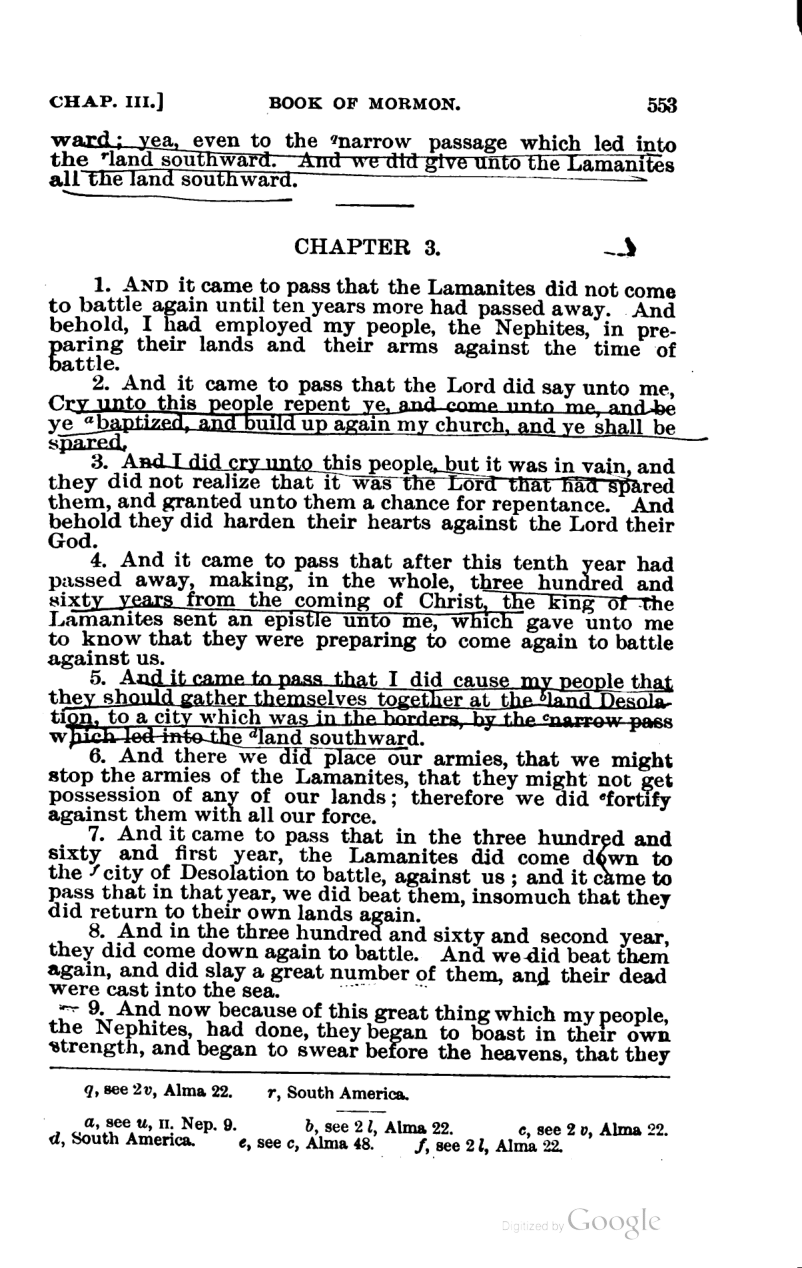 CHAP. III.] BOOK OF MORMON. 553
ward; yea, even to the qnarrow passage which led into
the rland southward. And we did give unto the Lamanites
all the land southward.
CHAPTER 3.
1. AND it came to pass that the Lamanites did not come
to battle again until ten years more had passed away. And
behold, I had employed my people, the Nephites, in pre-
paring their lands and their arms against the time of
battle.
2. And it came to pass that the Lord did say unto me,
Cry unto this people repent ye, and come unto me, and be
ye abaptized, and build up again my church, and ye shall be
spared.
3. And I did cry unto this people, but it was in vain, and
they did not realize that it was the Lord that had spared
them, and granted unto them a chance for repentance. And
behold they did harden their hearts against the Lord their
God.
4. And it came to pass that after this tenth year had
passed away, making, in the whole, three hundred and
sixty years from the coming of Christ, the king of the
Lamanites sent an epistle unto me, which gave unto me
to know that they were preparing to come again to battle
against us.
5. And it came to pass that I did cause my people that
they should gather themselves together at the bland Desola-
tion, to a city which was in the borders, by the cnarrow pass
which led into the dland southward.
6. And there we did place our armies, that we might
stop the armies of the Lamanites, that they might not get
possession of any of our lands; therefore we did efortify
against them with all our force.
7. And it came to pass that in the three hundred and
sixty and first year, the Lamanites did come down to
the fcity of Desolation to battle, against us; and it came to
pass that in that year, we did beat them, insomuch that they
did return to their own lands again.
8. And in the three hundred and sixty and second year,
they did come down again to battle. And we did beat them
again, and did slay a great number of them, and their dead
were cast into the sea.
9. And now because of this great thing which my people,
the Nephites, had done, they began to boast in their own
strength, and began to swear before the heavens, that they
q, see 2 v, Alma 22. r, South America.
a, see u, II. Nep. 9. b, see 2 l, Alma 22. c, see 2 v, Alma 22.
d, South America. e, see c, Alma 48. f, see 2 l, Alma 22.
Digitized by Google